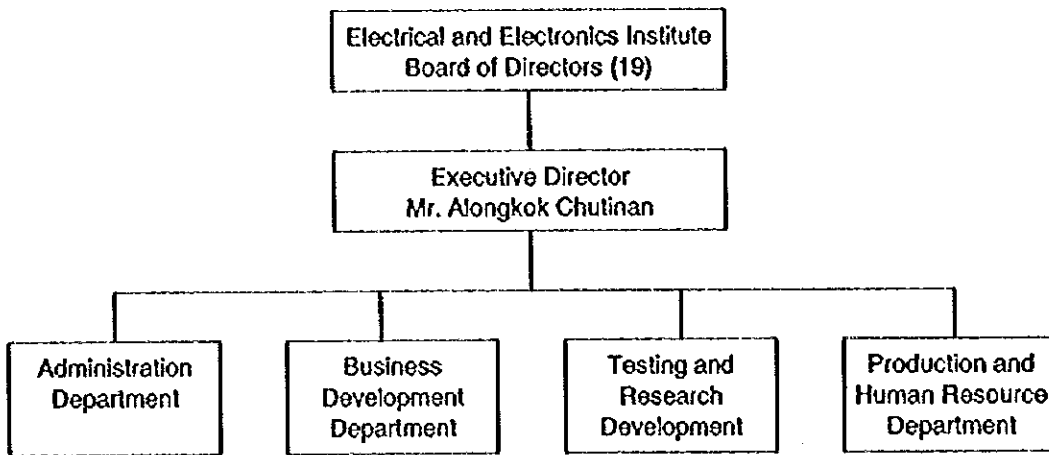 Electrical and Electronics Institute
Board of Directors (19)
Executive Director
Mr. Alongkok Chutinan
Administration
Department
Business
Development
Department
Testing and
Research
Development
Production and
Human Resource
Department